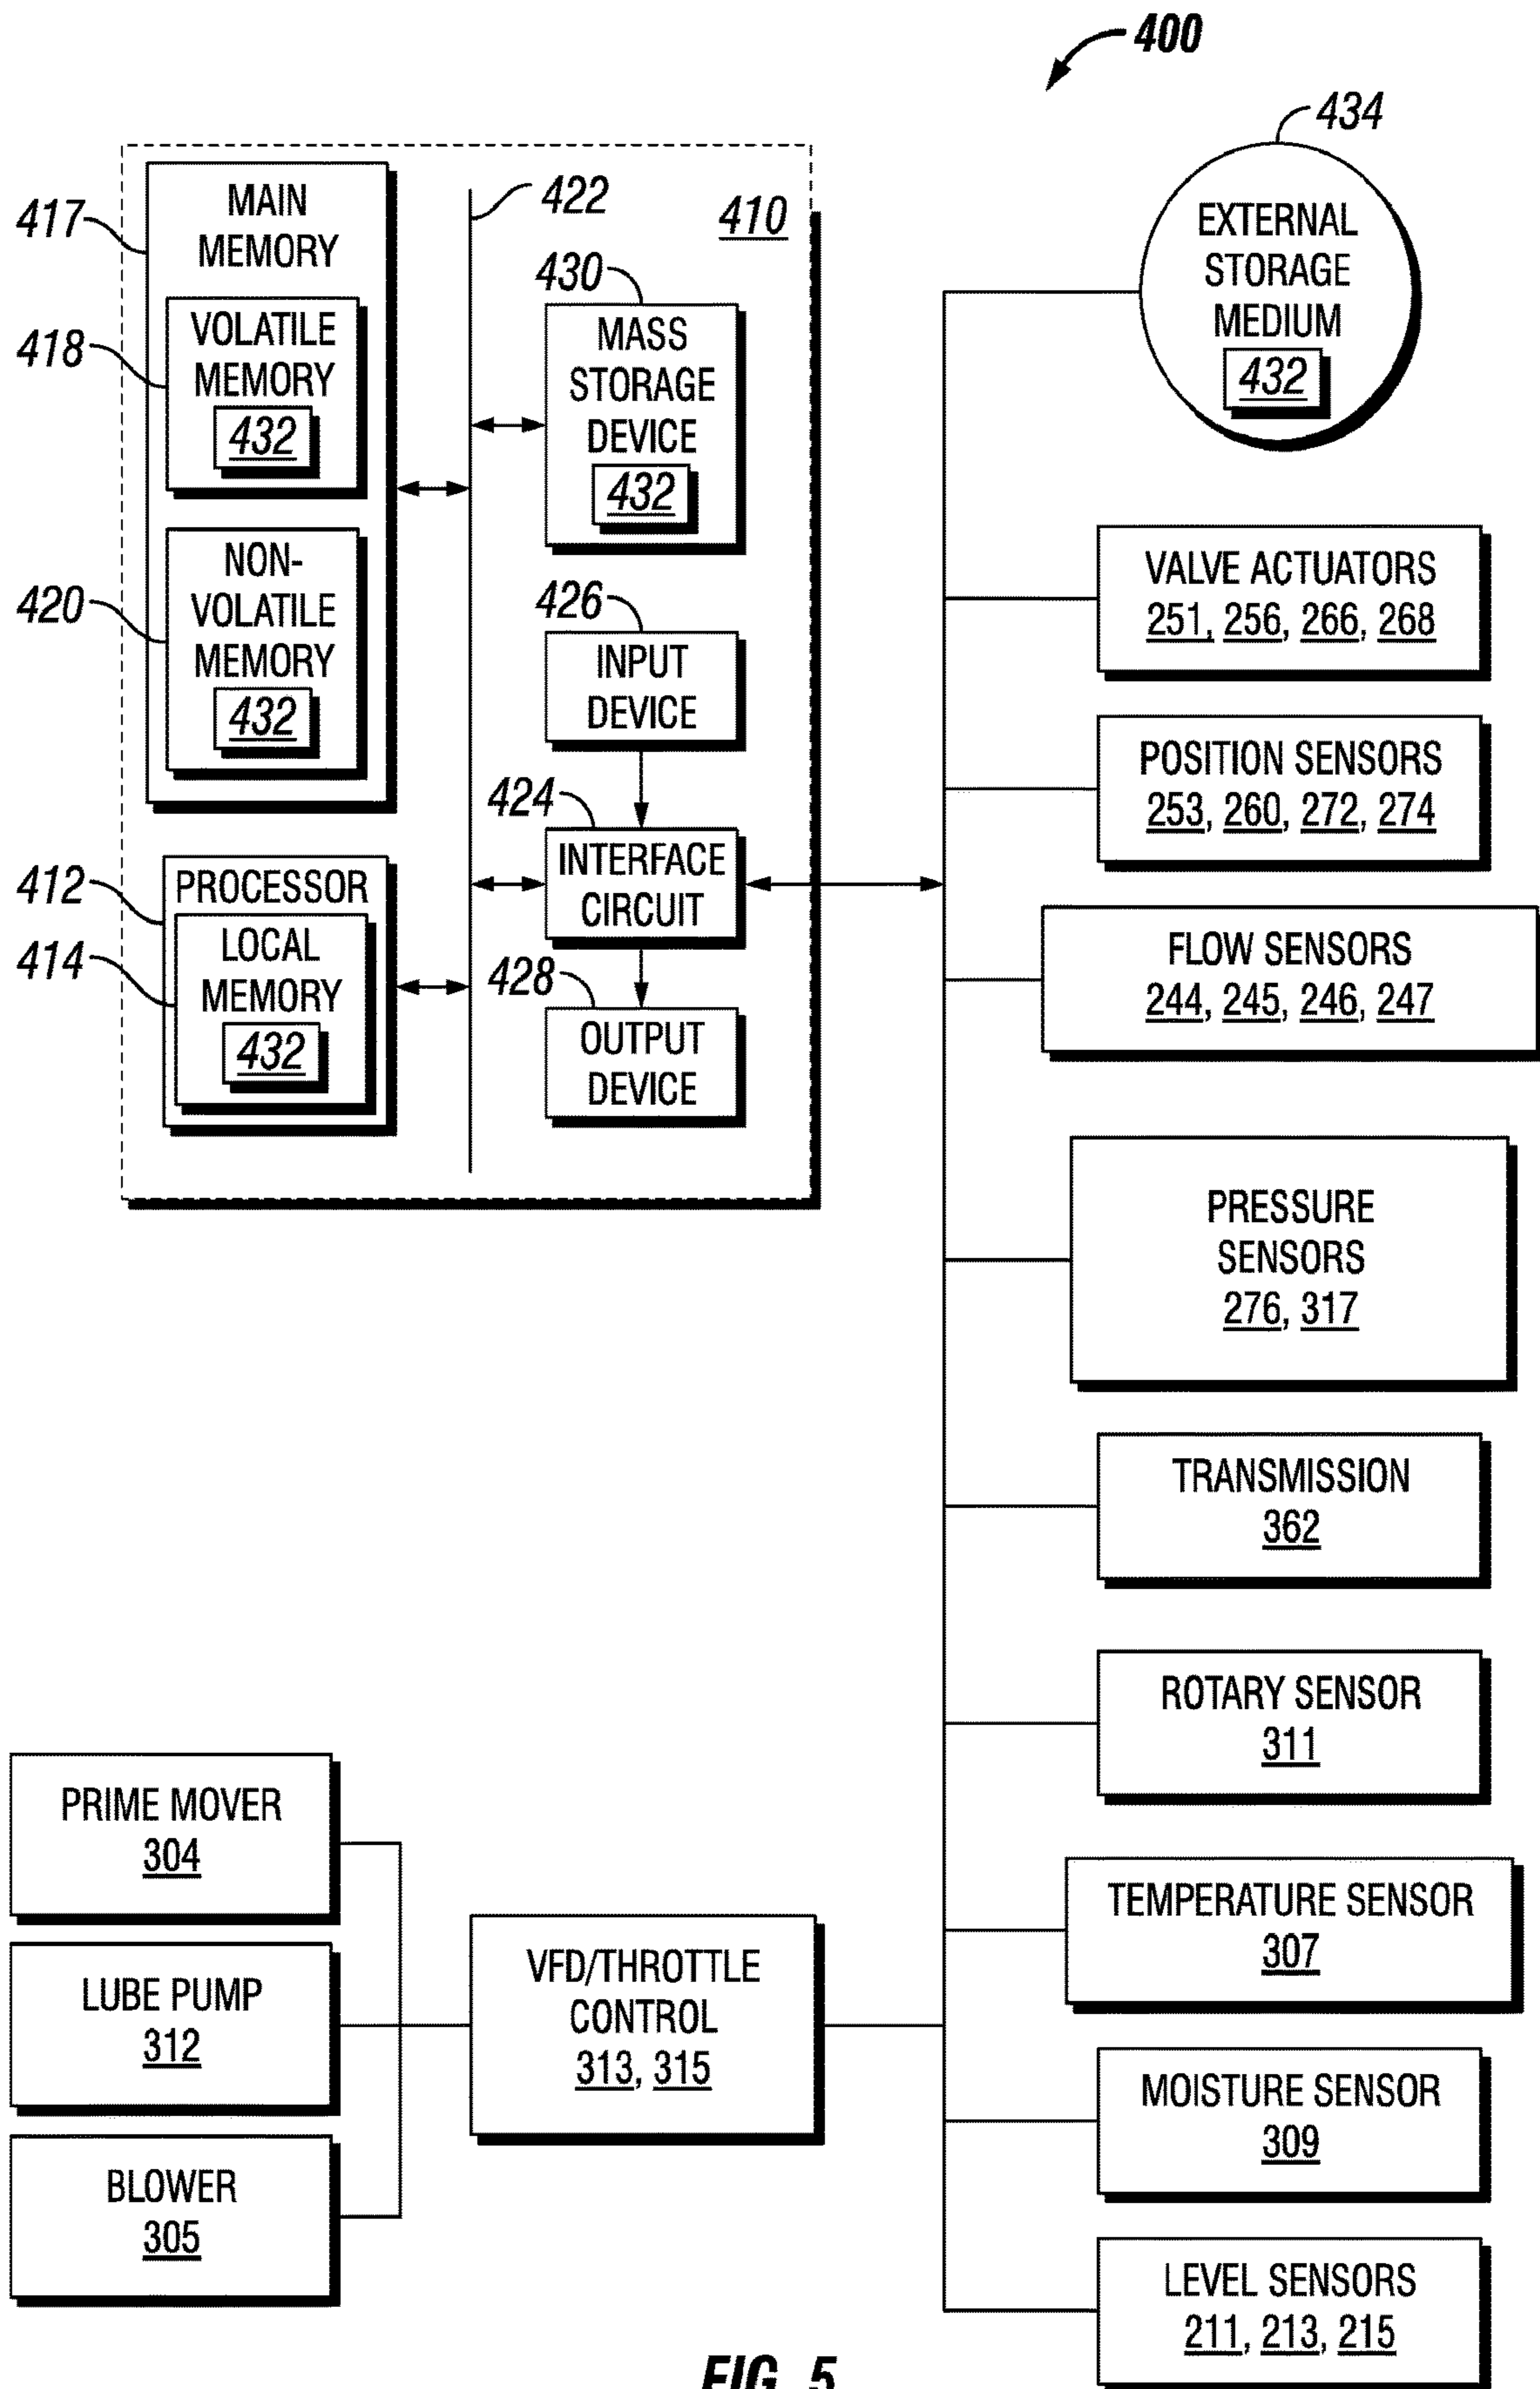 400
434
EXTERNAL
STORAGE
MEDIUM
432
410
417
MAIN
MEMORY
418
VOLATILE
MEMORY
432
420
NON-
VOLATILE
MEMORY
432
412
PROCESSOR
414
LOCAL
MEMORY
432
422
430
MASS
STORAGE
DEVICE
432
426
INPUT
DEVICE
424
INTERFACE
CIRCUIT
428
OUTPUT
DEVICE
VALVE ACTUATORS
251, 256, 266, 268
POSITION SENSORS
253, 260, 272, 274
FLOW SENSORS
244, 245, 246, 247
PRESSURE
SENSORS
276, 317
TRANSMISSION
362
ROTARY SENSOR
311
TEMPERATURE SENSOR
307
MOISTURE SENSOR
309
LEVEL SENSORS
211, 213, 215
PRIME MOVER
304
LUBE PUMP
312
BLOWER
305
VFD/THROTTLE
CONTROL
313, 315
FIG. 5